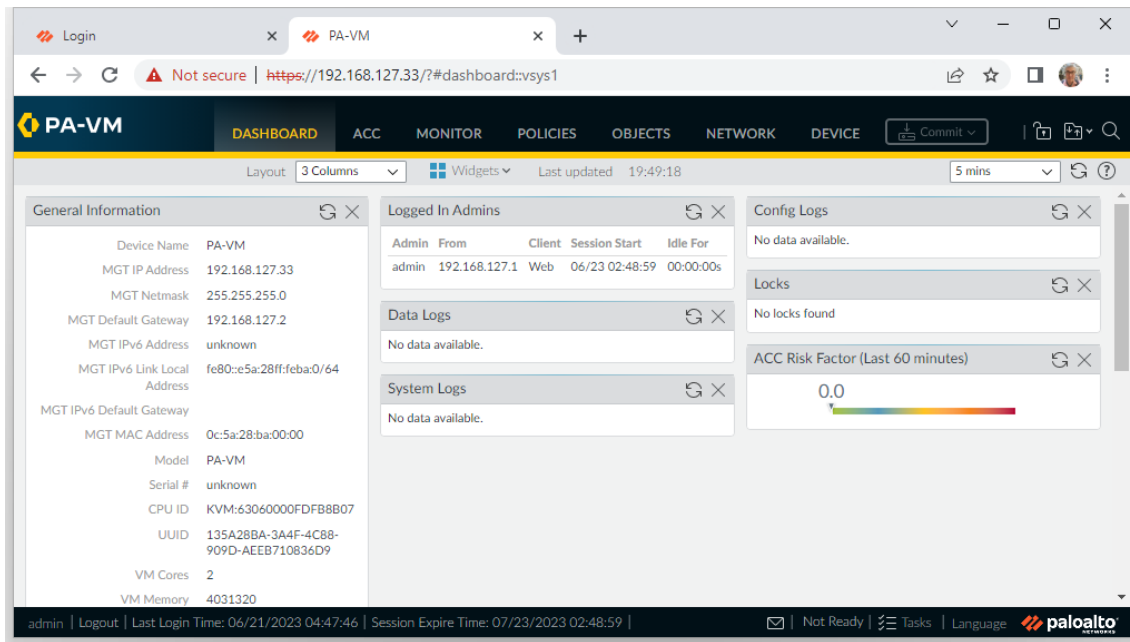 Login
PA-VM
Not secure | https://192.168.127.33/?#dashboard::vsys1
PA-VM
DASHBOARD ACC MONITOR POLICIES OBJECTS NETWORK DEVICE Commit
Layout 3 Columns Widgets Last updated 19:49:18 5 mins
General Information
Device Name PA-VM
MGT IP Address 192.168.127.33
MGT Netmask 255.255.255.0
MGT Default Gateway 192.168.127.2
MGT IPv6 Address unknown
MGT IPv6 Link Local Address fe80::e5a:28ff:feba:0/64
MGT IPv6 Default Gateway
MGT MAC Address 0c:5a:28:ba:00:00
Model PA-VM
Serial # unknown
CPU ID KVM:63060000FDFB8B07
UUID 135A28BA-3A4F-4C88-
909D-AEEB710836D9
VM Cores 2
VM Memory 4031320
Logged In Admins
Admin From Client Session Start Idle For
admin 192.168.127.1 Web 06/23 02:48:59 00:00:00s
Data Logs
No data available.
System Logs
No data available.
Config Logs
No data available.
Locks
No locks found
ACC Risk Factor (Last 60 minutes)
0.0
admin | Logout | Last Login Time: 06/21/2023 04:47:46 | Session Expire Time: 07/23/2023 02:48:59 |
| Not Ready | Tasks | Language paloalto
NETWORKS